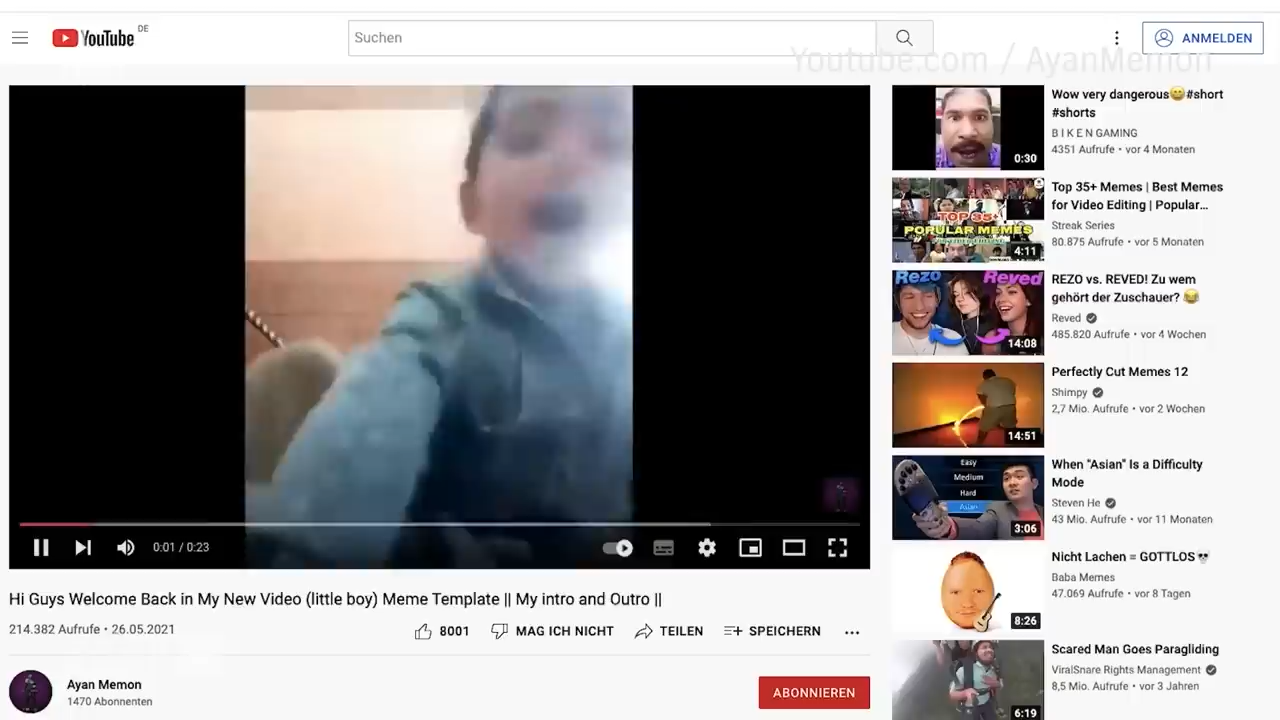 YouTube DE
Suchen
ANMELDEN
Youtube.com / AyanMemon
0:01 / 0:23
Hi Guys Welcome Back in My New Video (little boy) Meme Template || My intro and Outro ||
214.382 Aufrufe • 26.05.2021
8001
MAG ICH NICHT
TEILEN
SPEICHERN
Ayan Memon
1470 Abonnenten
ABONNIEREN
0:30
Wow very dangerous😀#short
#shorts
B I K E N GAMING
4351 Aufrufe • vor 4 Monaten
TOP 35+
POPULAR MEMES
4:11
Top 35+ Memes | Best Memes
for Video Editing | Popular...
Streak Series
80.875 Aufrufe • vor 5 Monaten
Rezo
Reved
14:08
REZO vs. REVED! Zu wem
gehört der Zuschauer? 😂
Reved
485.820 Aufrufe • vor 4 Wochen
14:51
Perfectly Cut Memes 12
Shimpy
2,7 Mio. Aufrufe • vor 2 Wochen
Easy
Medium
Hard
Asian
3:06
When "Asian" Is a Difficulty
Mode
Steven He
43 Mio. Aufrufe • vor 11 Monaten
8:26
Nicht Lachen = GOTTLOS💀
Baba Memes
47.069 Aufrufe • vor 8 Tagen
6:19
Scared Man Goes Paragliding
ViralSnare Rights Management
8,5 Mio. Aufrufe • vor 3 Jahren